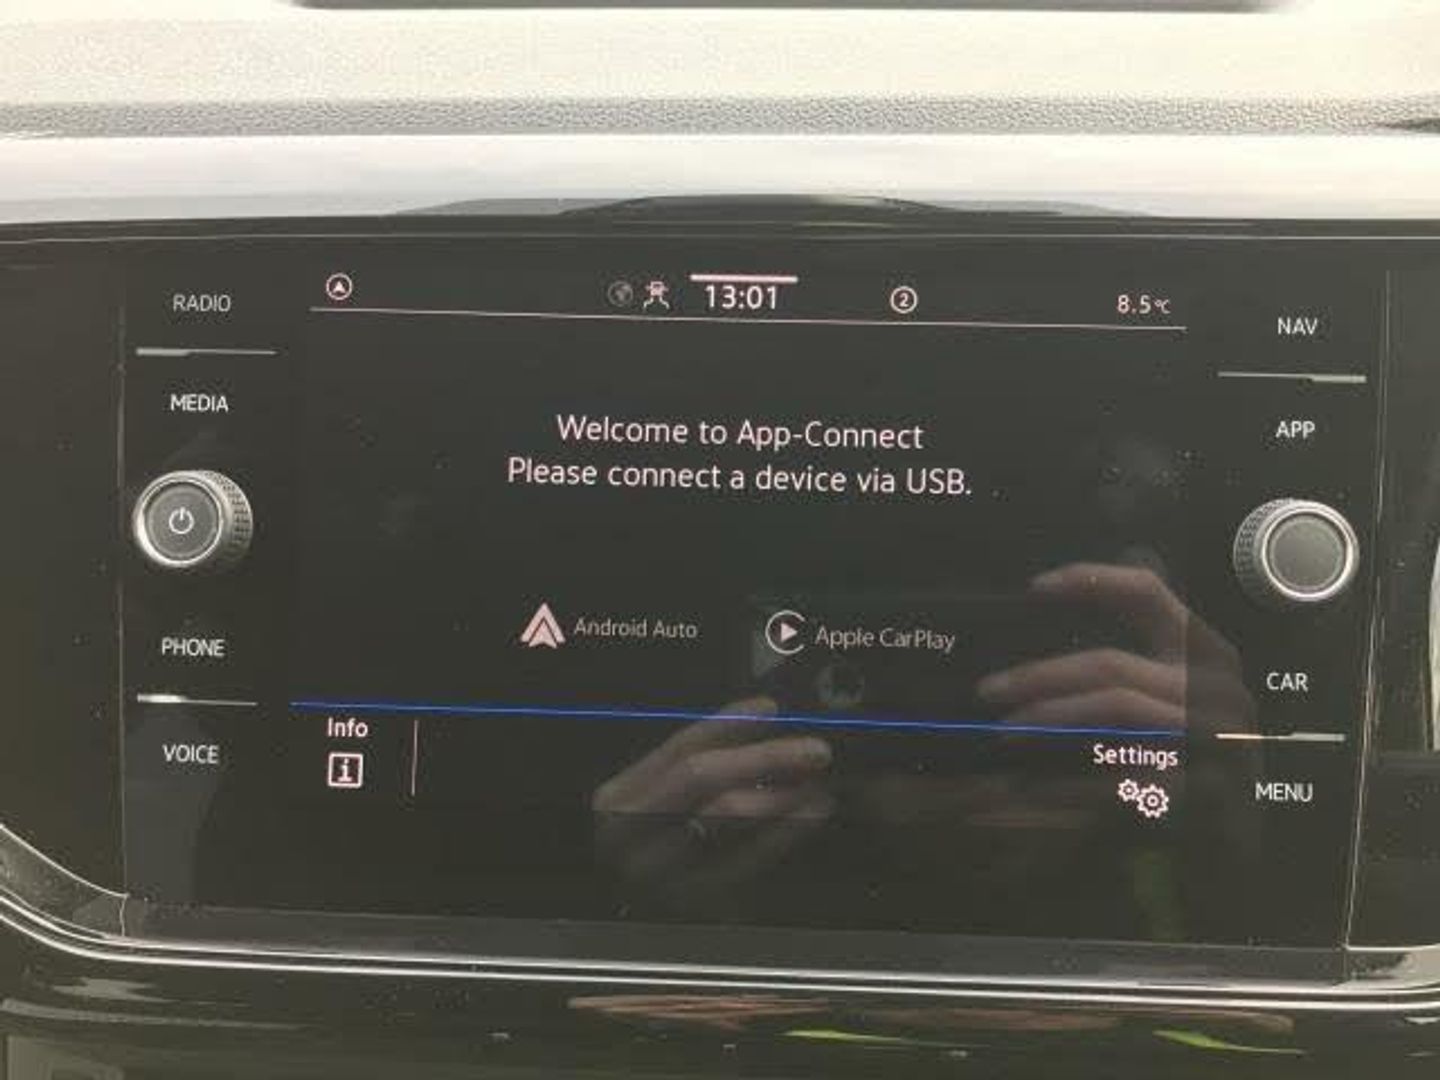 RADIO
MEDIA
PHONE
VOICE
13:01
2
8.5°C
Welcome to App-Connect
Please connect a device via USB.
Android Auto
Apple CarPlay
Info
i
Settings
NAV
APP
CAR
MENU